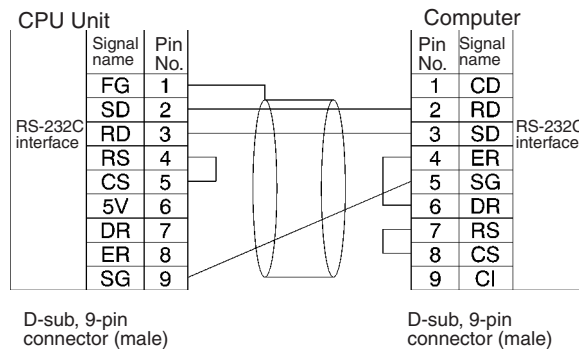 CPU Unit
Computer
Signal name Pin No.
Pin No. Signal name
RS-232C interface
FG 1
SD 2
RD 3
RS 4
CS 5
5V 6
DR 7
ER 8
SG 9
1 CD
2 RD
3 SD
4 ER
5 SG
6 DR
7 RS
8 CS
9 CI
RS-232C interface
D-sub, 9-pin
connector (male)
D-sub, 9-pin
connector (male)